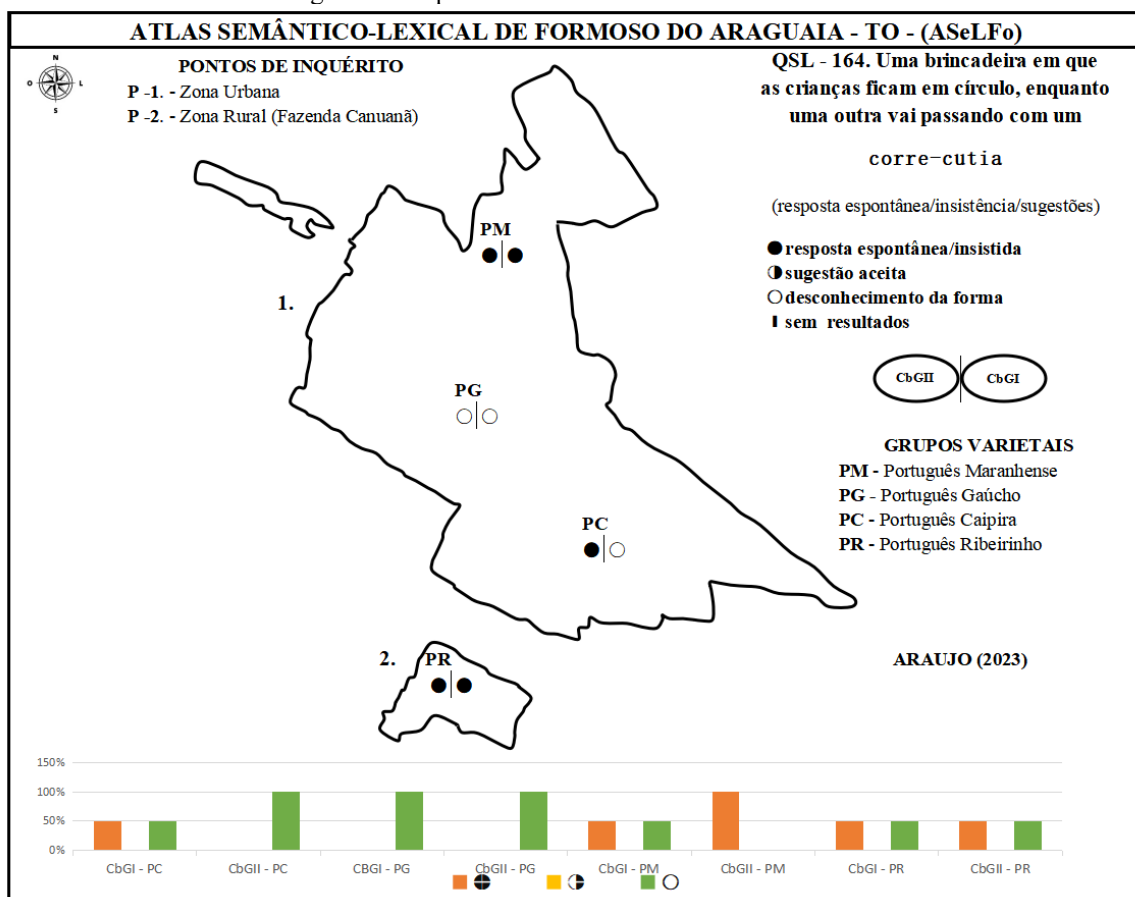 ATLAS SEMÂNTICO-LEXICAL DE FORMOSO DO ARAGUAIA - TO - (ASeLFo)
N
O
L
S
PONTOS DE INQUÉRITO
P -1. - Zona Urbana
P -2. - Zona Rural (Fazenda Canuanã)
QSL - 164. Uma brincadeira em que
as crianças ficam em círculo, enquanto
uma outra vai passando com um
corre-cutia
(resposta espontânea/insistência/sugestões)
resposta espontânea/insistida
sugestão aceita
desconhecimento da forma
sem resultados
CbGII
CbGI
GRUPOS VARIETAIS
PM - Português Maranhense
PG - Português Gaúcho
PC - Português Caipira
PR - Português Ribeirinho
PM
1.
PG
PC
2.
PR
ARAUJO (2023)
150%
100%
50%
0%
CbGI - PC
CbGII - PC
CBGI - PG
CbGII - PG
CbGI - PM
CbGII - PM
CbGI - PR
CbGII - PR